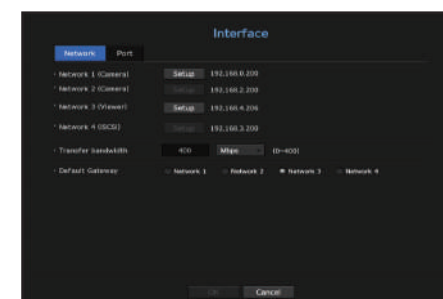 Interface
Network Port
· Network 1 (Camera) Setup 192.168.0.200
· Network 2 (Camera) Setup 192.168.2.200
· Network 3 (Viewer) Setup 192.168.4.206
· Network 4 (iSCSI) Setup 192.168.3.200
· Transfer bandwidth 400 Mbps (0~400)
· Default Gateway Network 1 Network 2 Network 3 Network 4
OK Cancel